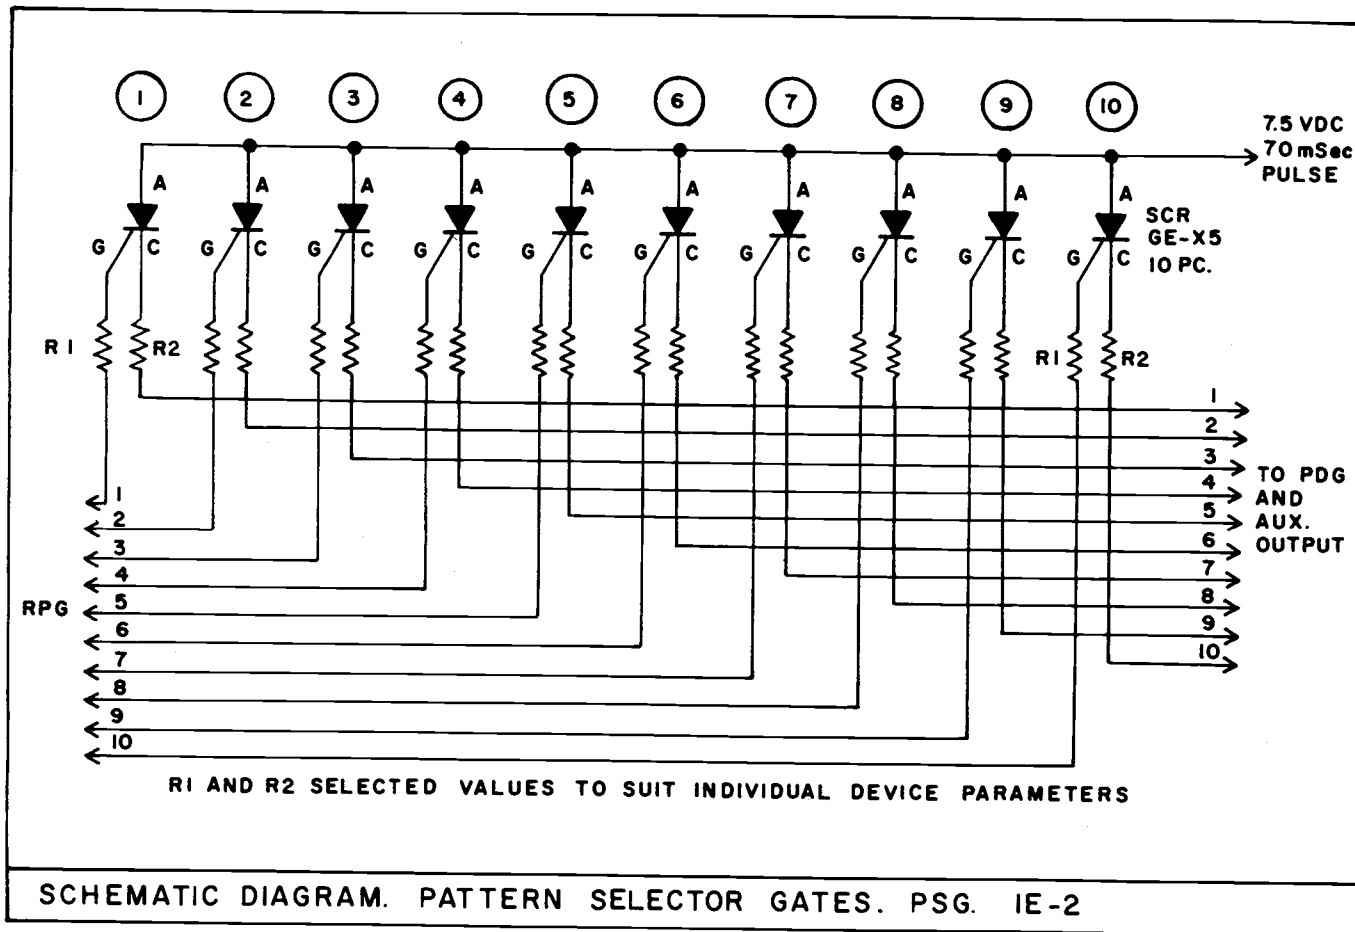 1 2 3 4 5 6 7 8 9 10
7.5 VDC
70 mSec
PULSE
A A A A A A A A A A
SCR
GE-X5
10 PC.
G C G C G C G C G C G C G C G C G C G C
R1 R2 R1 R2
1
2
3
4
5
6
7
8
9
10
TO PDG
AND
AUX.
OUTPUT
1
2
3
4
5
6
7
8
9
10
RPG
R1 AND R2 SELECTED VALUES TO SUIT INDIVIDUAL DEVICE PARAMETERS
SCHEMATIC DIAGRAM. PATTERN SELECTOR GATES. PSG. 1E-2